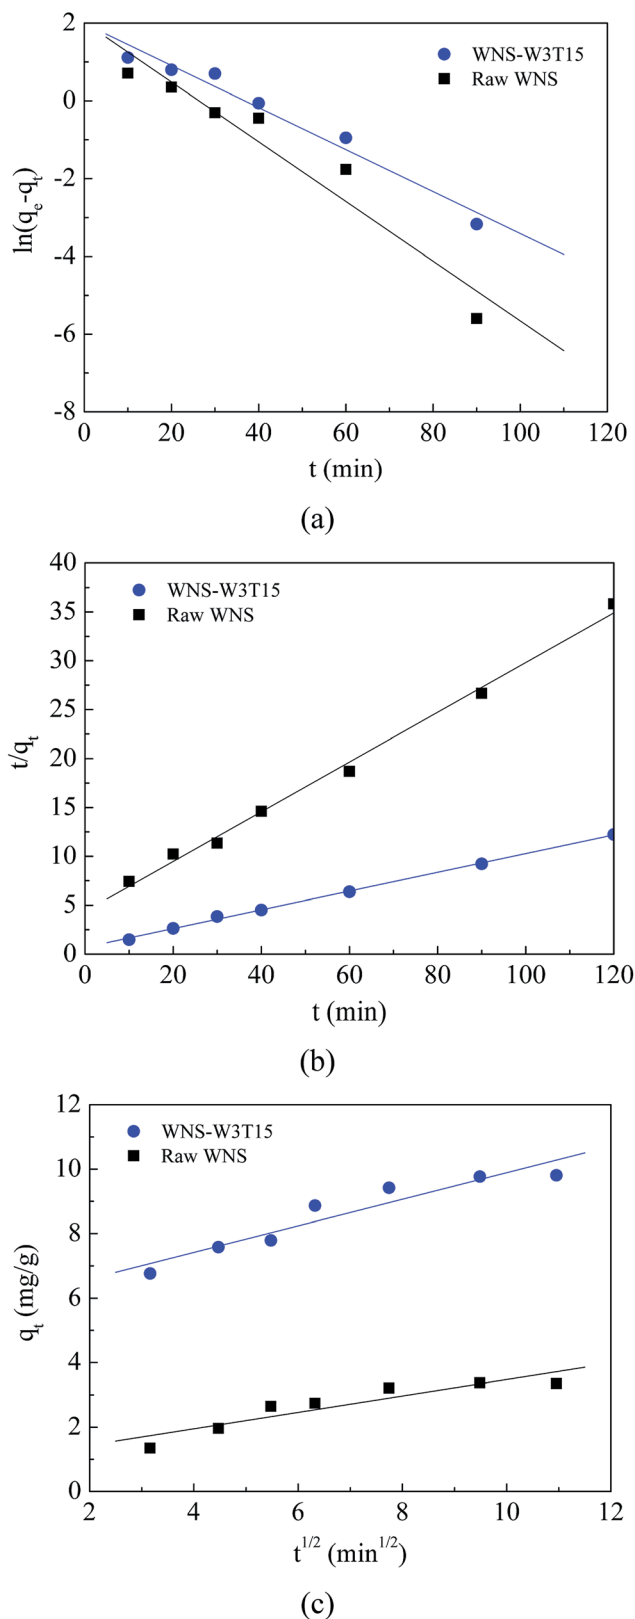 2
0
-2
-4
-6
-8
ln(qₑ-qₜ)
WNS-W3T15
Raw WNS
0 20 40 60 80 100 120
t (min)
(a)
40
35
30
25
20
15
10
5
0
t/qₜ
WNS-W3T15
Raw WNS
0 20 40 60 80 100 120
t (min)
(b)
12
10
8
6
4
2
0
qₜ (mg/g)
WNS-W3T15
Raw WNS
2 4 6 8 10 12
t¹/² (min¹/²)
(c)